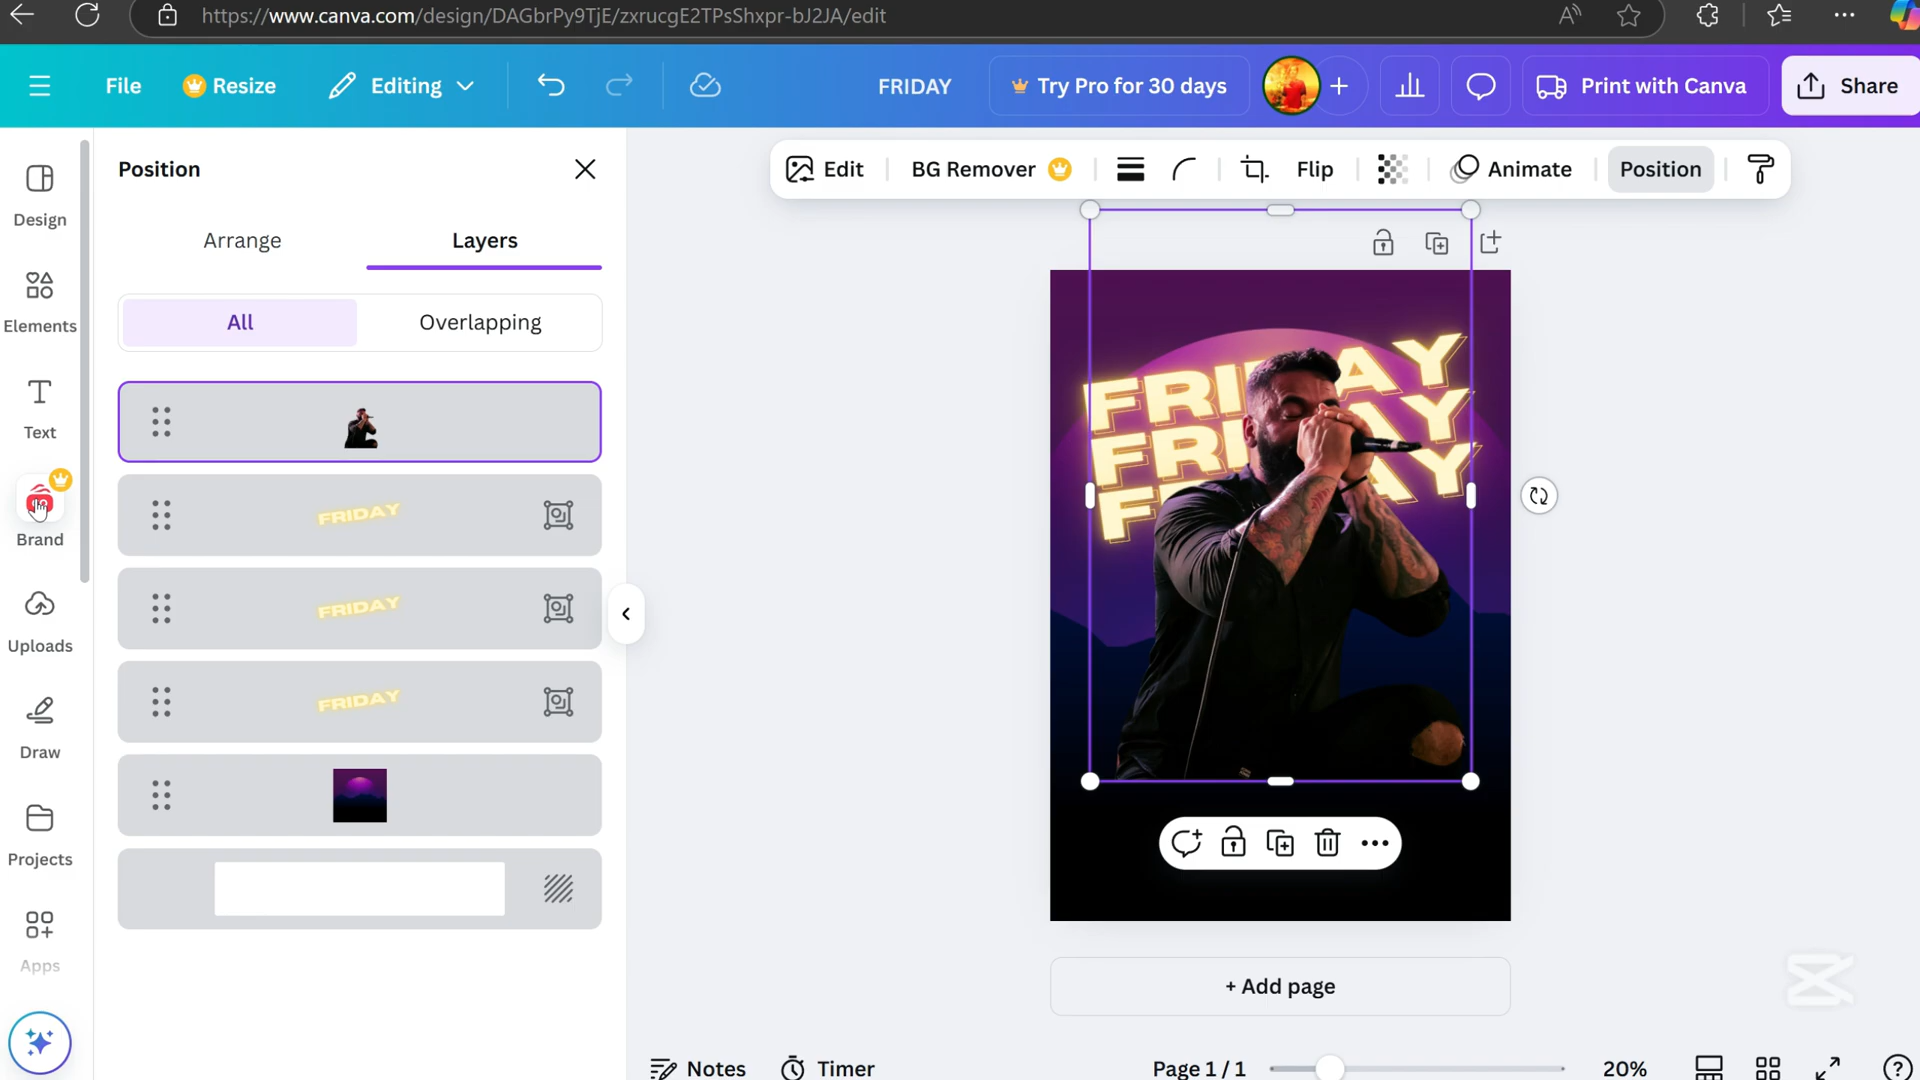 https://www.canva.com/design/DAGbrPy9TjE/zxrucgE2TPsShxpr-bJ2JA/edit
File
Resize
Editing
FRIDAY
Try Pro for 30 days
Print with Canva
Share
Position
Edit
BG Remover
Flip
Animate
Position
Design
Elements
Text
Brand
Uploads
Draw
Projects
Apps
Arrange
Layers
All
Overlapping
FRIDAY
FRIDAY
FRIDAY
FRIDAY
FRIDAY
FRIDAY
+ Add page
Notes
Timer
Page 1 / 1
20%